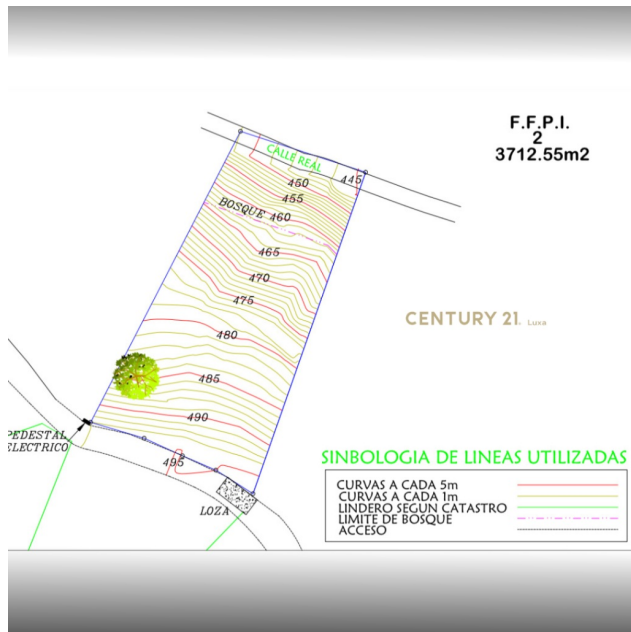 F.F.P.I.
2
3712.55m2
CALLE REAL
445
450
455
BOSQUE 460
465
470
475
480
485
490
495
PEDESTAL
ELECTRICO
LOZA
CENTURY 21. Luxa
SINBOLOGIA DE LINEAS UTILIZADAS
CURVAS A CADA 5m
CURVAS A CADA 1m
LINDERO SEGUN CATASTRO
LIMITE DE BOSQUE
ACCESO